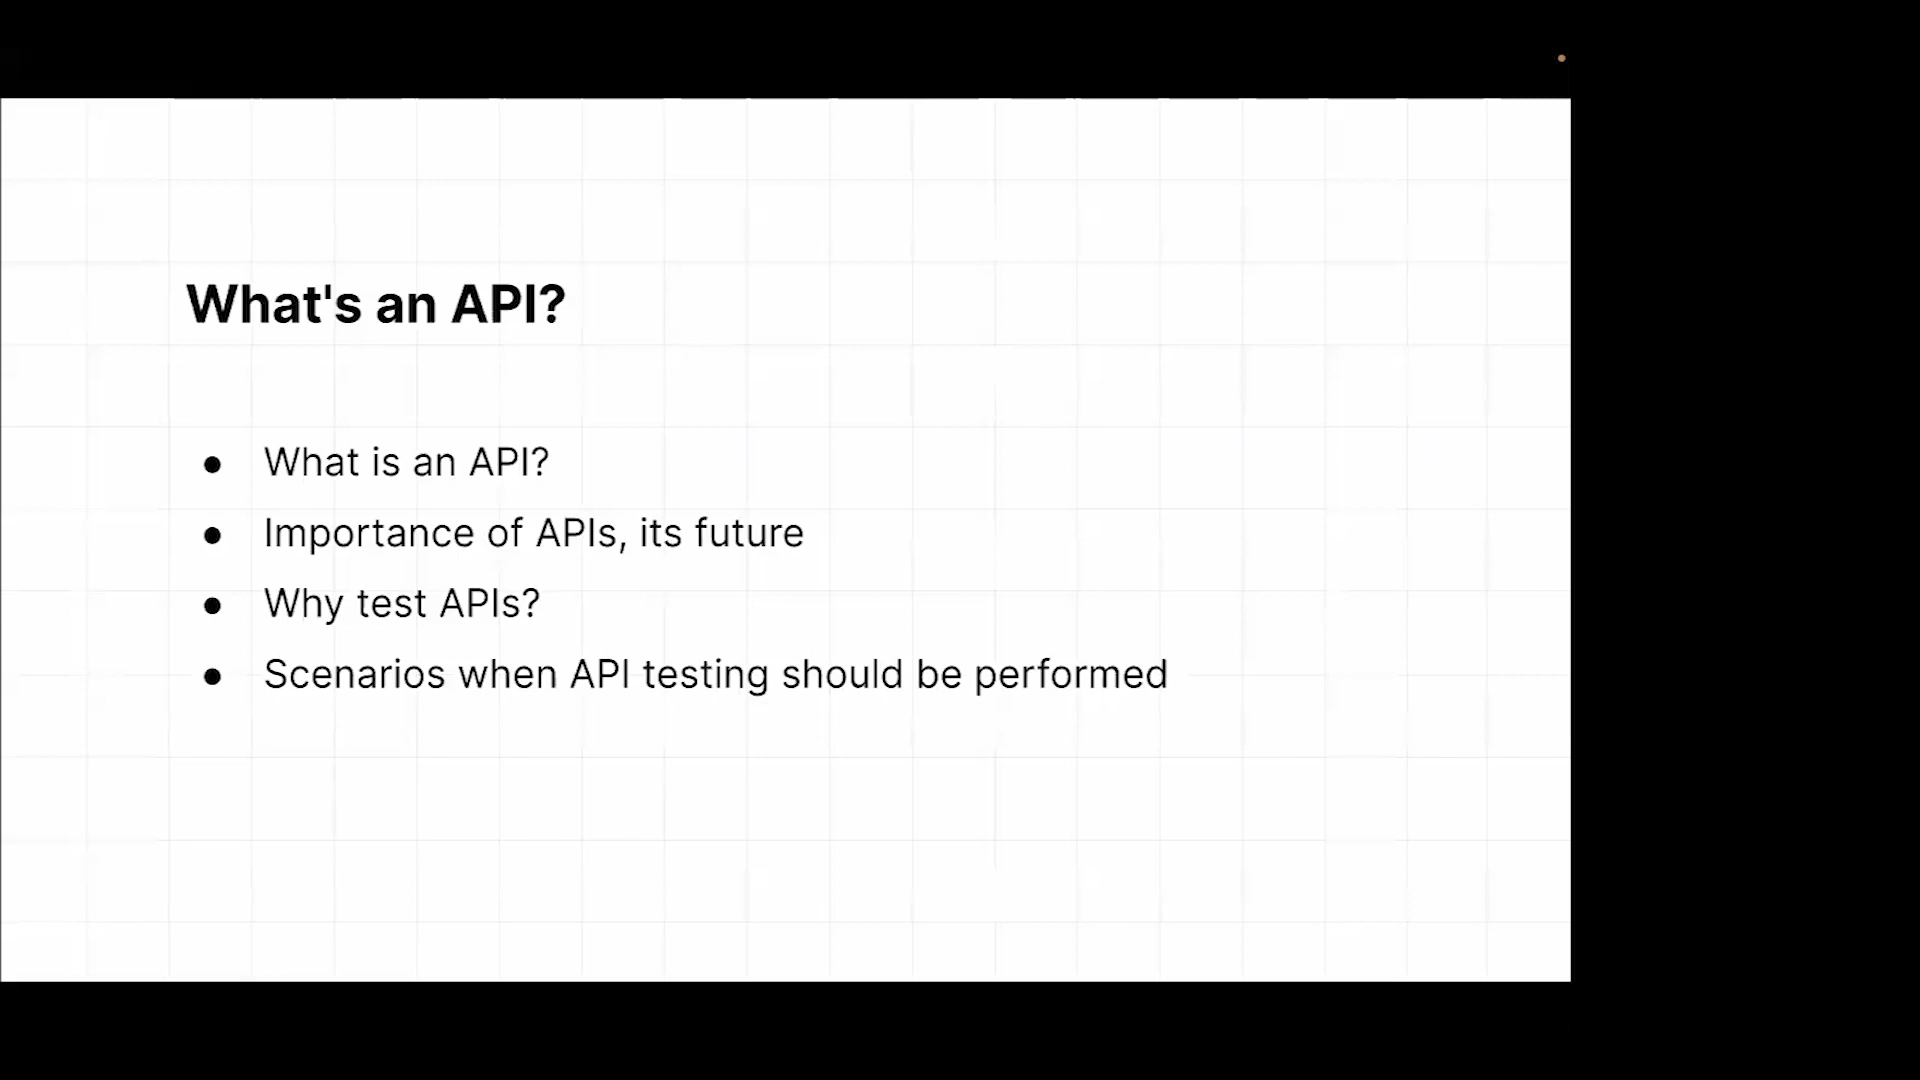 What's an API?
● What is an API?
● Importance of APIs, its future
● Why test APIs?
● Scenarios when API testing should be performed